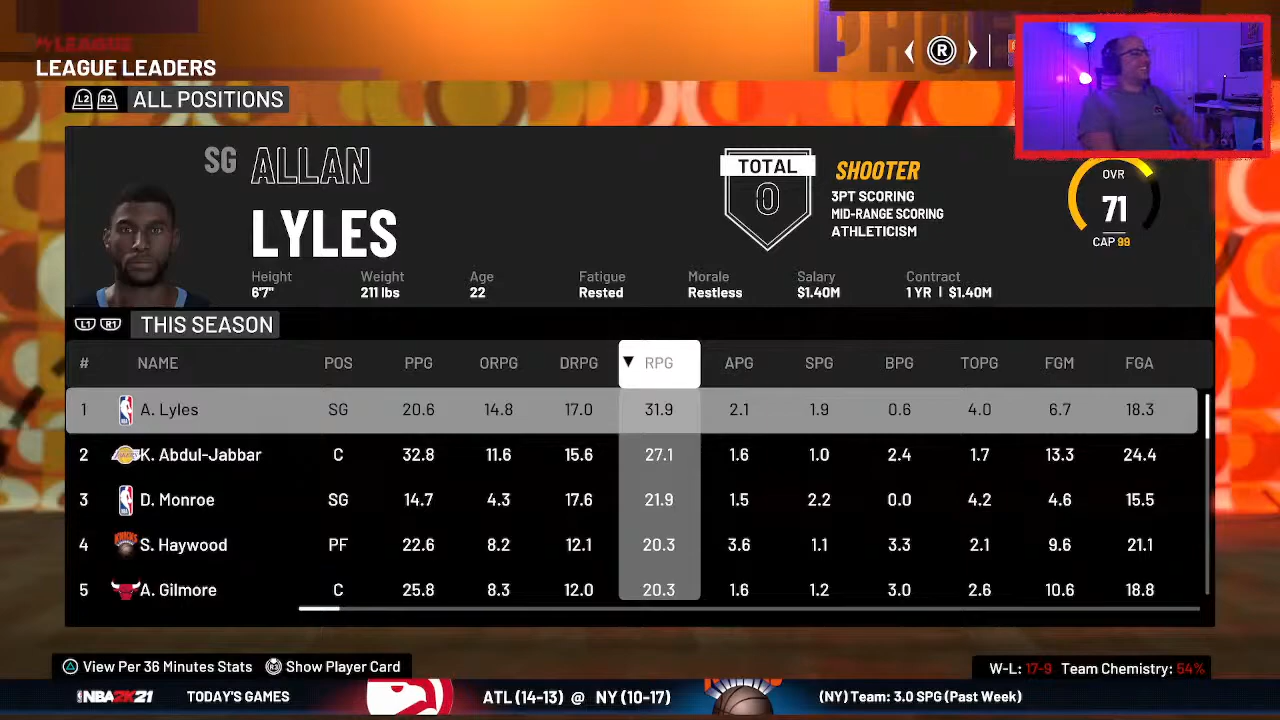 MyLEAGUE
LEAGUE LEADERS
R
L2 R2 ALL POSITIONS
SG ALLAN
LYLES
TOTAL
0
SHOOTER
3PT SCORING
MID-RANGE SCORING
ATHLETICISM
OVR
71
CAP 99
Height Weight Age Fatigue Morale Salary Contract
6'7" 211 lbs 22 Rested Restless $1.40M 1 YR | $1.40M
L1 R1 THIS SEASON
# NAME POS PPG ORPG DRPG RPG APG SPG BPG TOPG FGM FGA
1 A. Lyles SG 20.6 14.8 17.0 31.9 2.1 1.9 0.6 4.0 6.7 18.3
2 K. Abdul-Jabbar C 32.8 11.6 15.6 27.1 1.6 1.0 2.4 1.7 13.3 24.4
3 D. Monroe SG 14.7 4.3 17.6 21.9 1.5 2.2 0.0 4.2 4.6 15.5
4 S. Haywood PF 22.6 8.2 12.1 20.3 3.6 1.1 3.3 2.1 9.6 21.1
5 A. Gilmore C 25.8 8.3 12.0 20.3 1.6 1.2 3.0 2.6 10.6 18.8
View Per 36 Minutes Stats R3 Show Player Card
W-L: 17-9 Team Chemistry: 54%
NBA2K21 TODAY'S GAMES ATL (14-13) @ NY (10-17) (NY) Team: 3.0 SPG (Past Week)